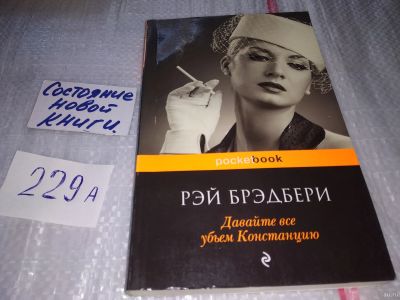 Состояние
новой
книги.
229А
pocketbook
РЭЙ БРЭДБЕРИ
Давайте все
убьем Констанцию